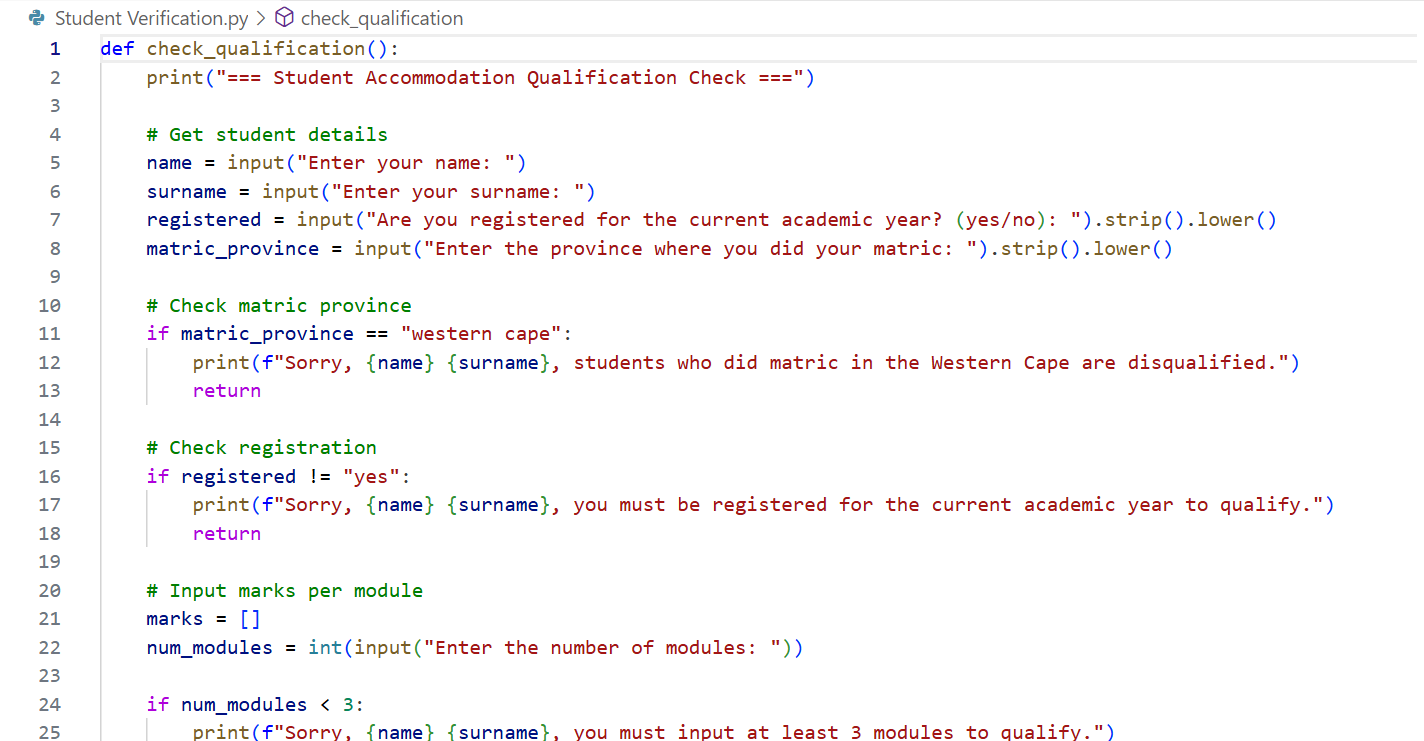 Student Verification.py > check_qualification
1 def check_qualification():
2     print("=== Student Accommodation Qualification Check ===")
3
4     # Get student details
5     name = input("Enter your name: ")
6     surname = input("Enter your surname: ")
7     registered = input("Are you registered for the current academic year? (yes/no): ").strip().lower()
8     matric_province = input("Enter the province where you did your matric: ").strip().lower()
9
10     # Check matric province
11     if matric_province == "western cape":
12         print(f"Sorry, {name} {surname}, students who did matric in the Western Cape are disqualified.")
13         return
14
15     # Check registration
16     if registered != "yes":
17         print(f"Sorry, {name} {surname}, you must be registered for the current academic year to qualify.")
18         return
19
20     # Input marks per module
21     marks = []
22     num_modules = int(input("Enter the number of modules: "))
23
24     if num_modules < 3:
25         print(f"Sorry, {name} {surname}, you must input at least 3 modules to qualify.")